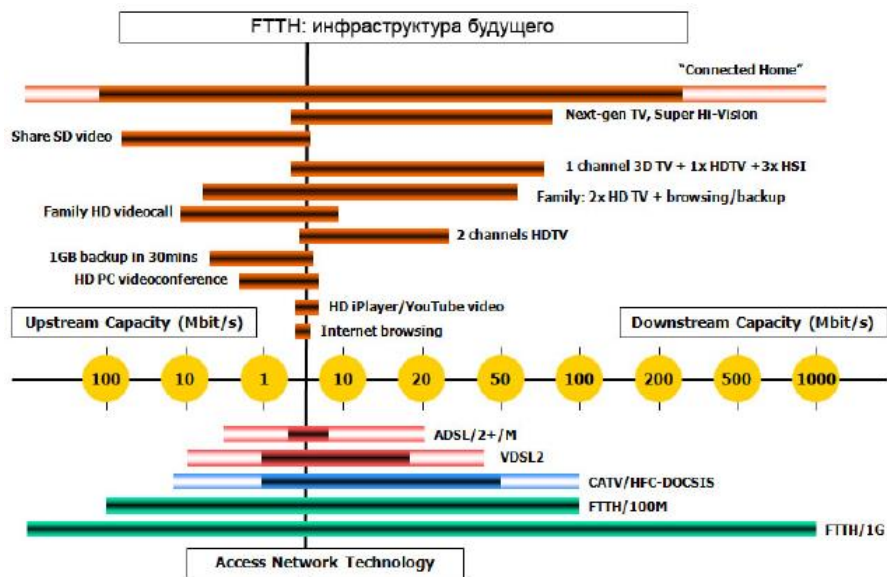 FTTH: инфраструктура будущего
"Connected Home"
Next-gen TV, Super Hi-Vision
Share SD video
1 channel 3D TV + 1x HDTV +3x HSI
Family: 2x HD TV + browsing/backup
Family HD videocall
2 channels HDTV
1GB backup in 30mins
HD PC videoconference
HD iPlayer/YouTube video
Upstream Capacity (Mbit/s)
Internet browsing
Downstream Capacity (Mbit/s)
100 10 1 10 20 50 100 200 500 1000
ADSL/2+/M
VDSL2
CATV/HFC-DOCSIS
FTTH/100M
FTTH/1G
Access Network Technology